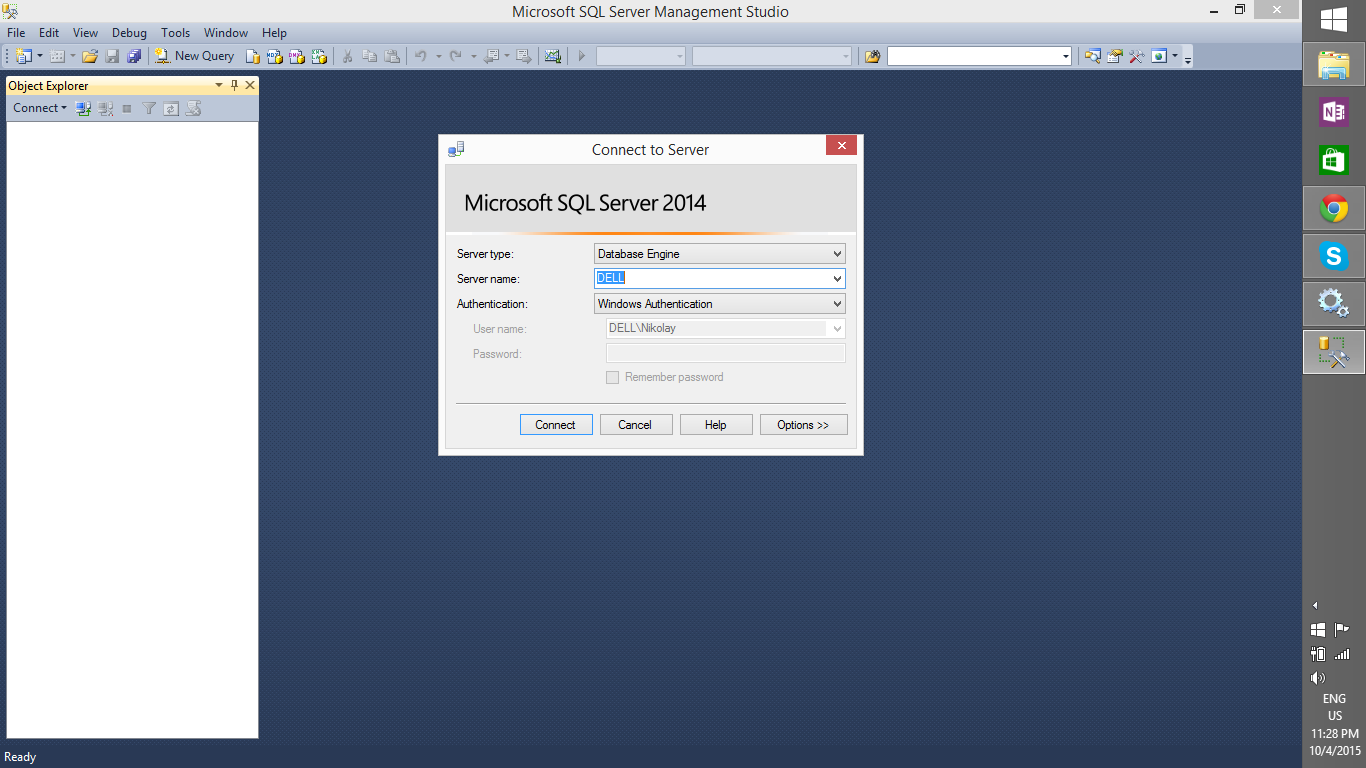 Microsoft SQL Server Management Studio
File Edit View Debug Tools Window Help
New Query
Object Explorer
Connect
Connect to Server
Microsoft SQL Server 2014
Server type: Database Engine
Server name: DELL
Authentication: Windows Authentication
User name: DELL\Nikolay
Password:
Remember password
Connect Cancel Help Options >>
Ready
ENG
US
11:28 PM
10/4/2015